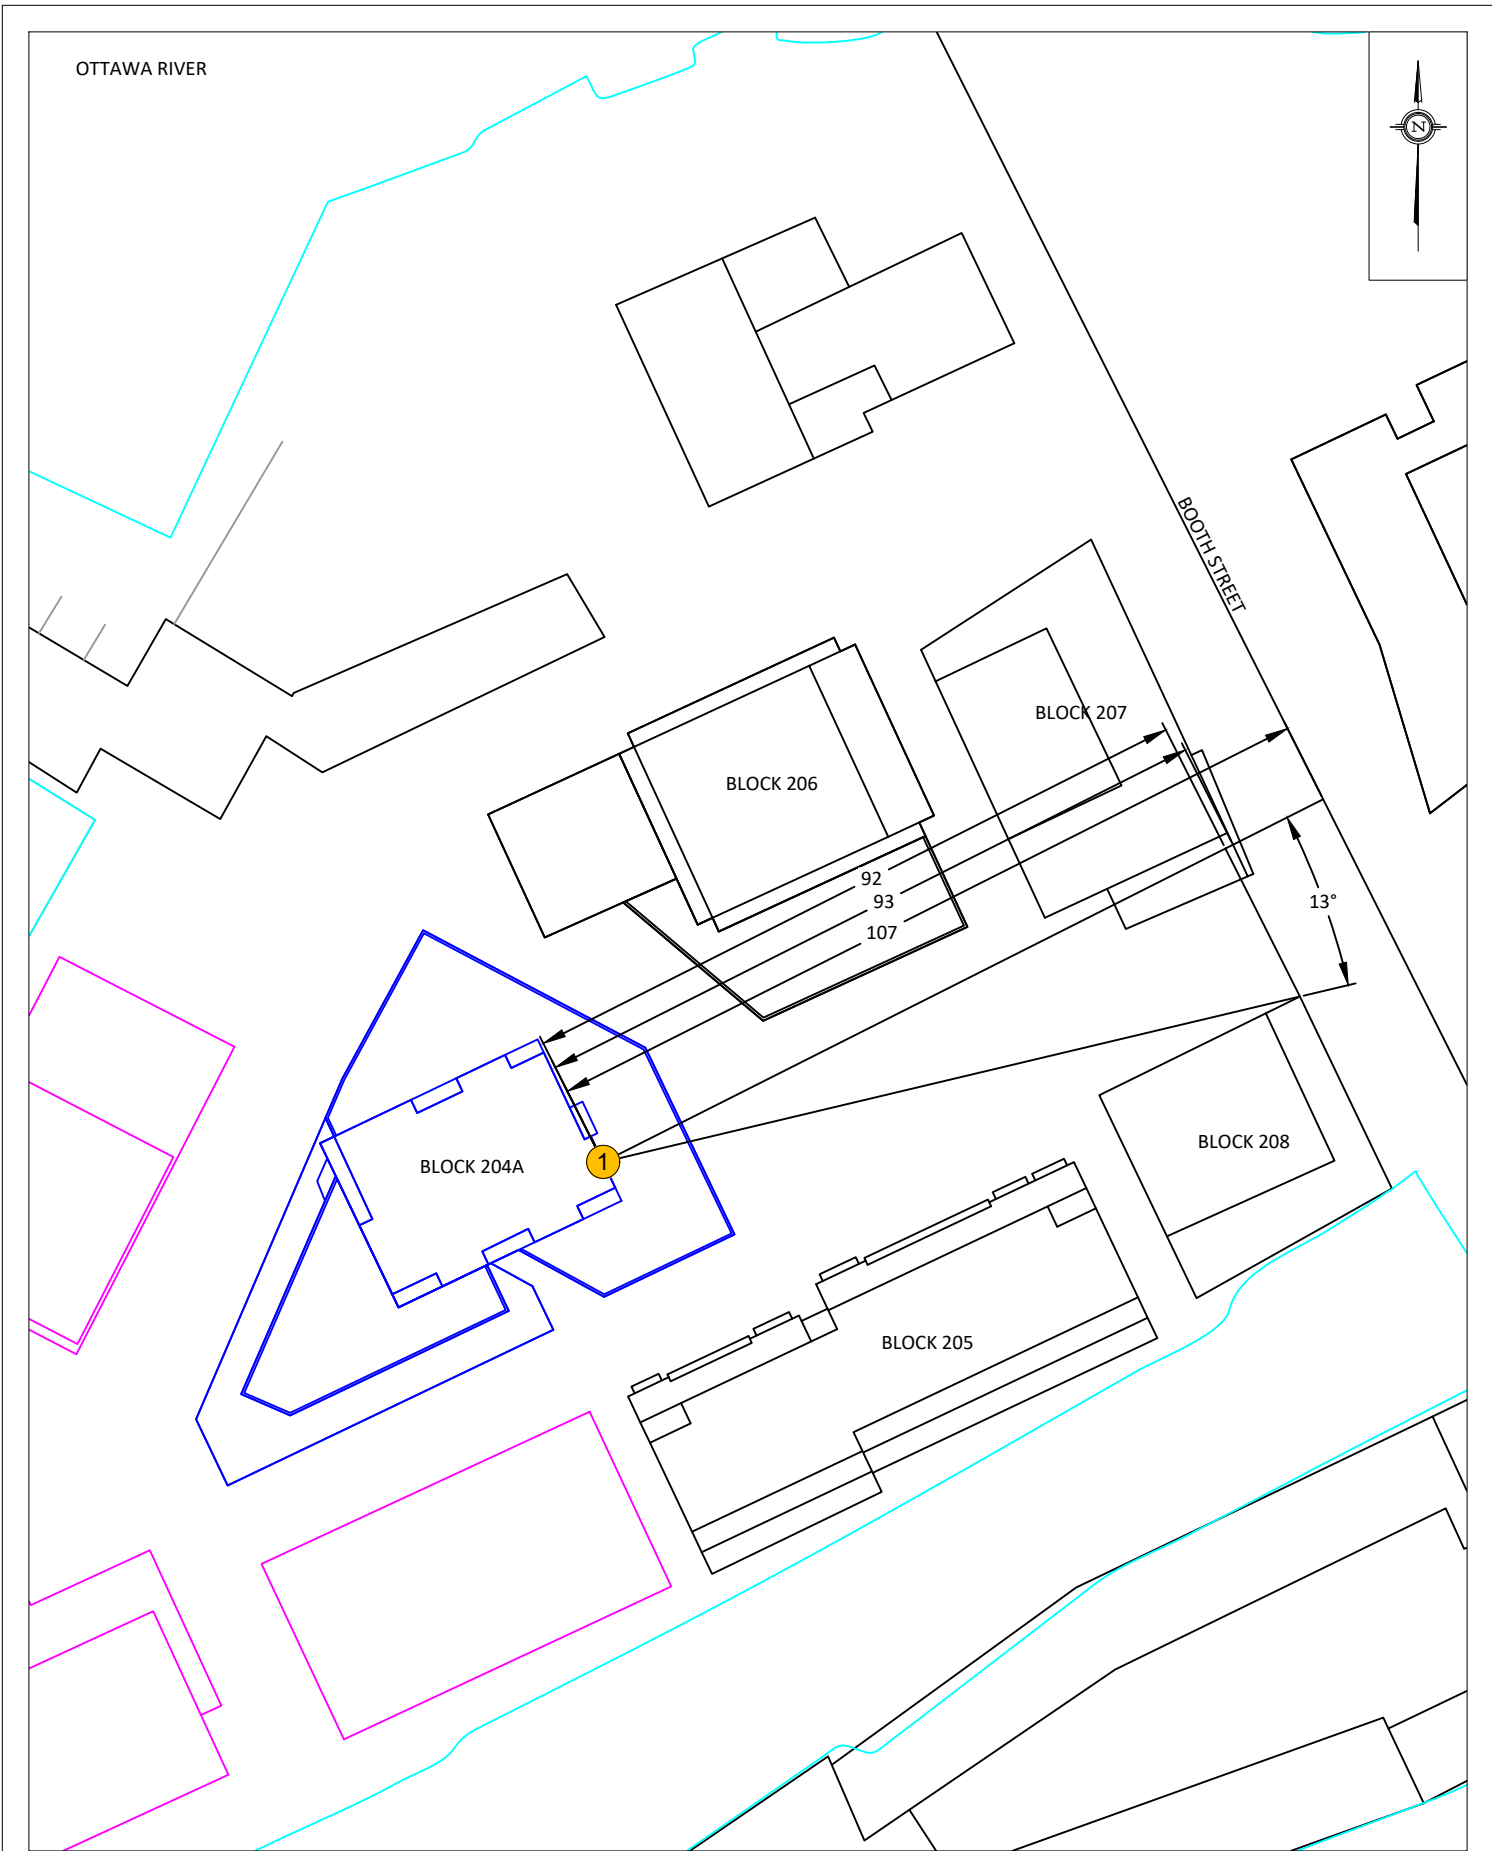 OTTAWA RIVER
N
BOOTH STREET
BLOCK 207
BLOCK 206
92
93
107
13°
BLOCK 208
1
BLOCK 204A
BLOCK 205